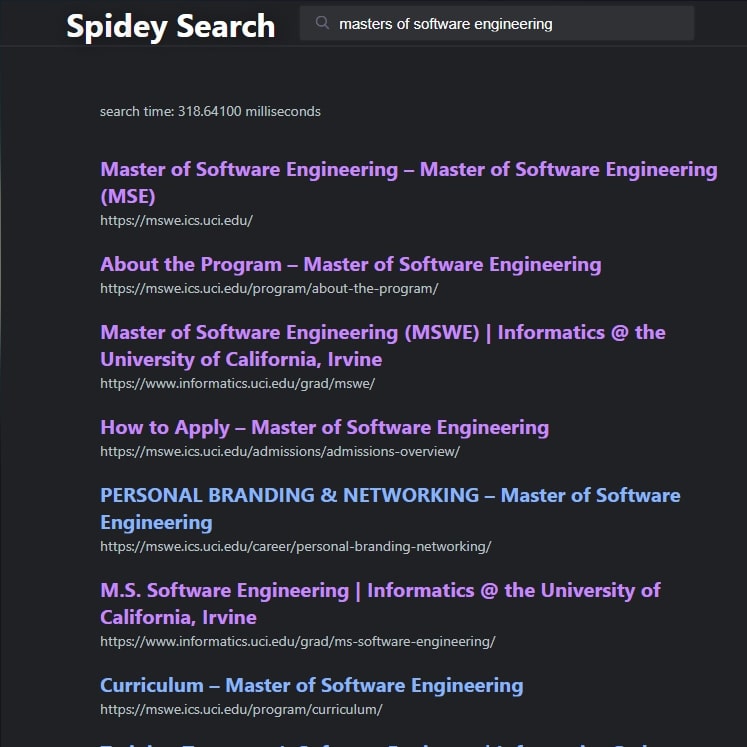 Spidey Search
masters of software engineering
search time: 318.64100 milliseconds
Master of Software Engineering – Master of Software Engineering
(MSE)
https://mswe.ics.uci.edu/
About the Program – Master of Software Engineering
https://mswe.ics.uci.edu/program/about-the-program/
Master of Software Engineering (MSWE) | Informatics @ the
University of California, Irvine
https://www.informatics.uci.edu/grad/mswe/
How to Apply – Master of Software Engineering
https://mswe.ics.uci.edu/admissions/admissions-overview/
PERSONAL BRANDING & NETWORKING – Master of Software
Engineering
https://mswe.ics.uci.edu/career/personal-branding-networking/
M.S. Software Engineering | Informatics @ the University of
California, Irvine
https://www.informatics.uci.edu/grad/ms-software-engineering/
Curriculum – Master of Software Engineering
https://mswe.ics.uci.edu/program/curriculum/